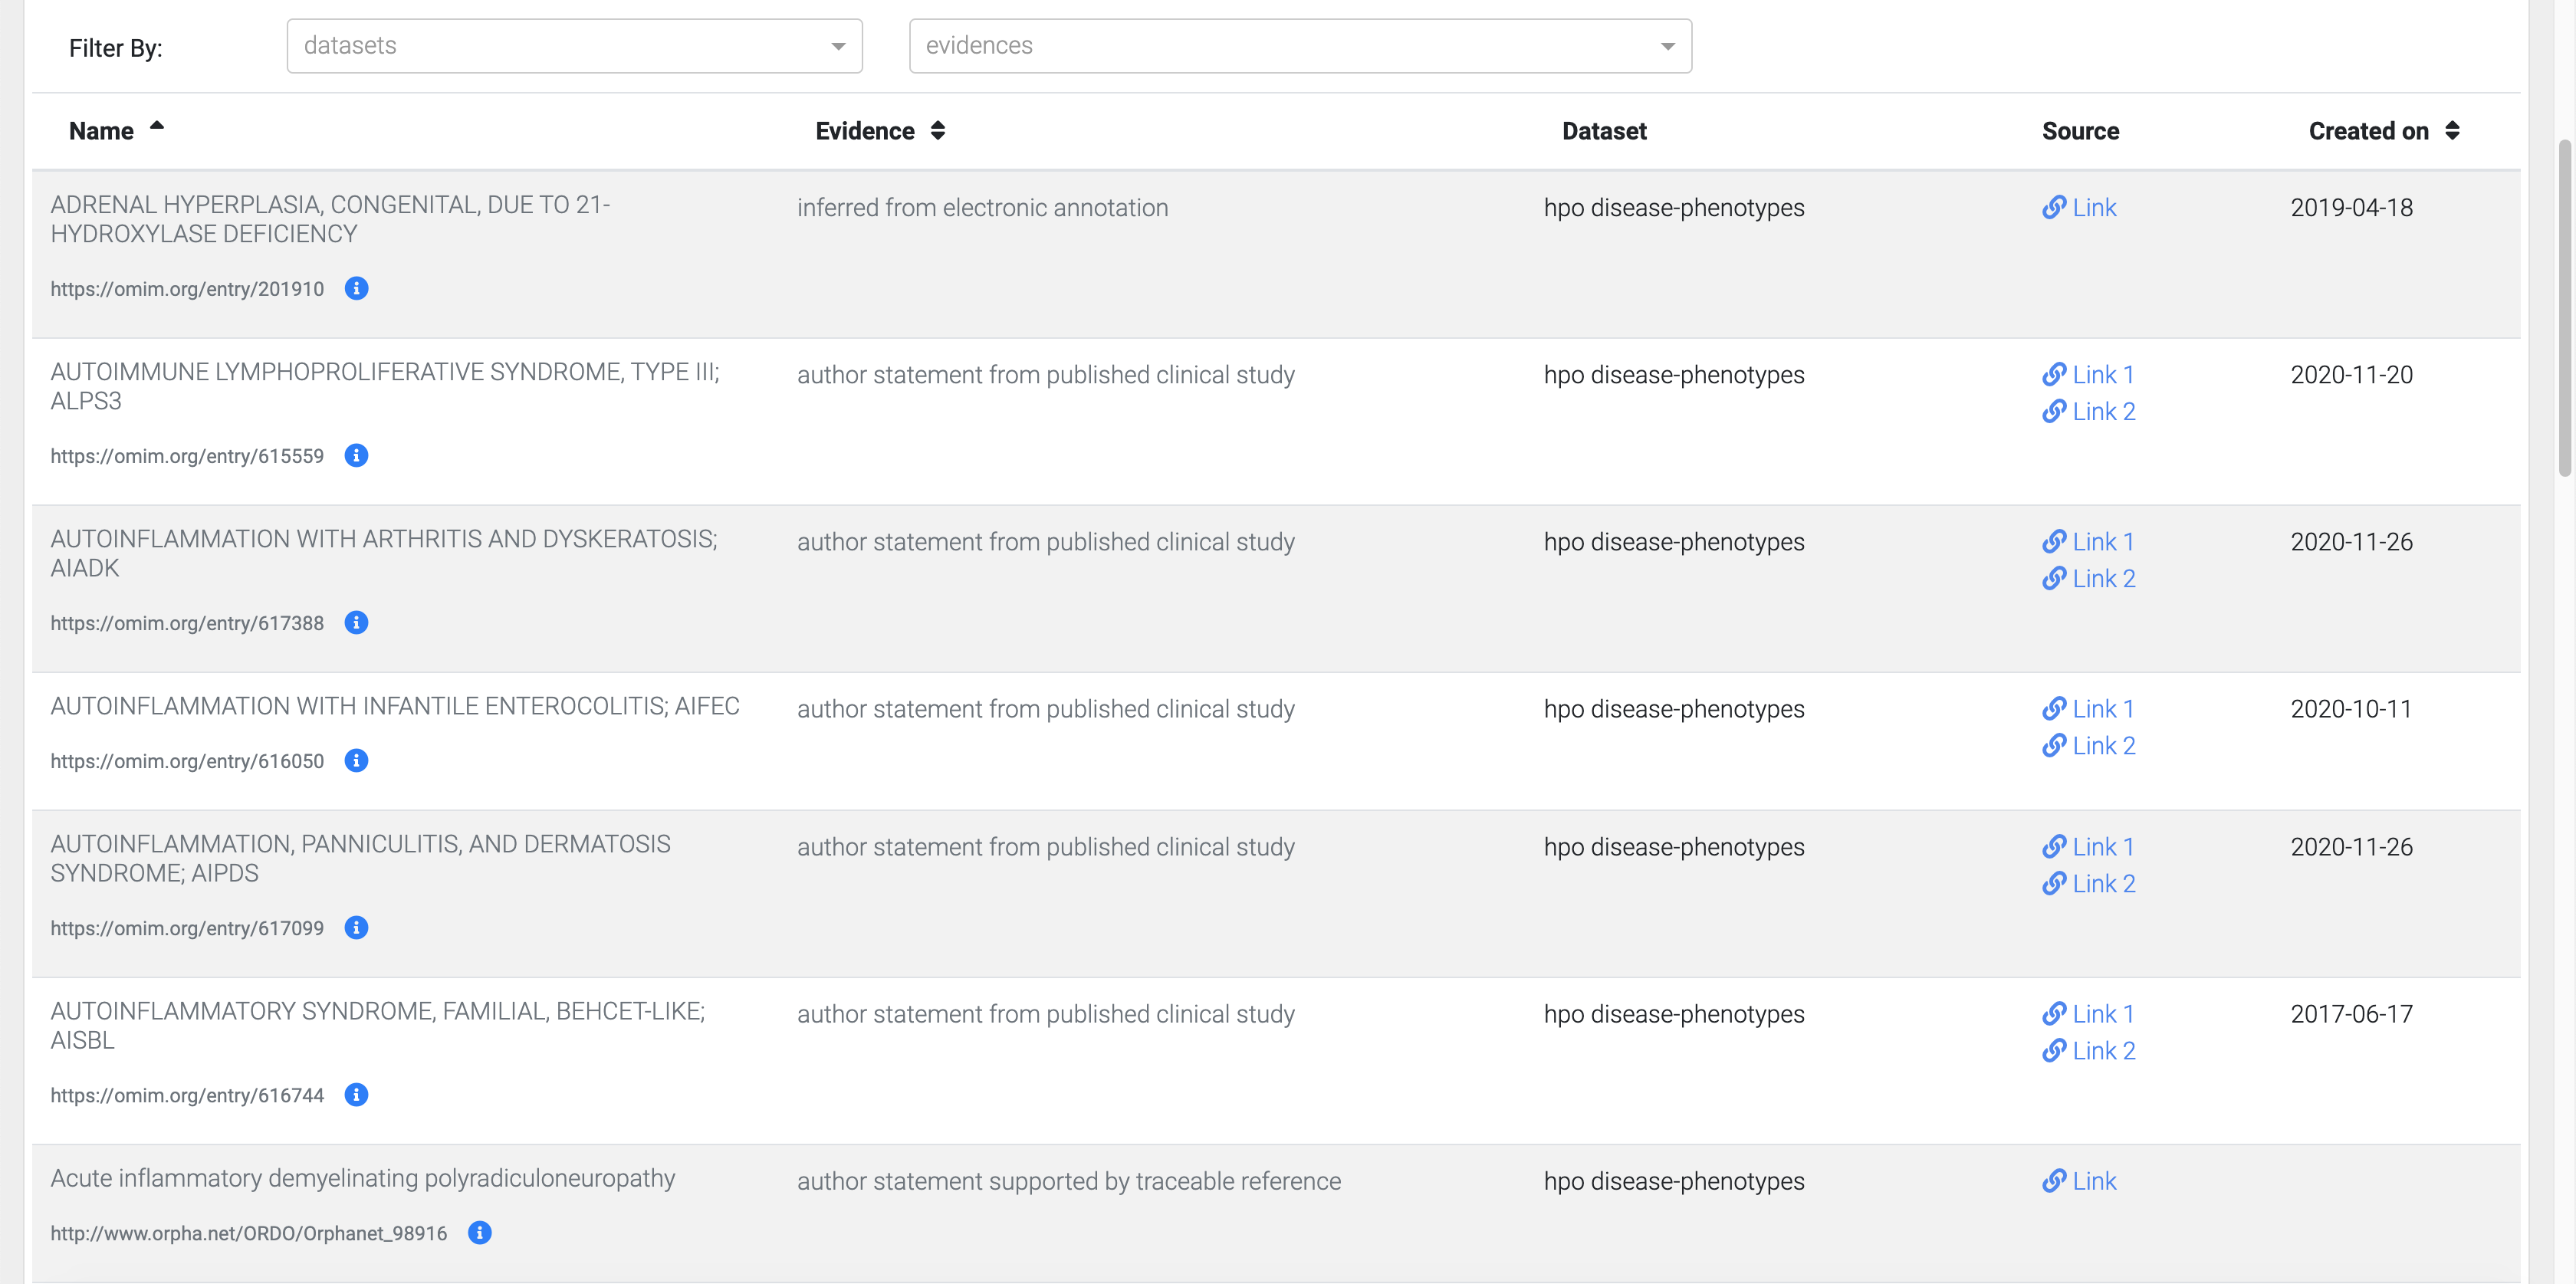 Filter By: datasets evidences
Name Evidence Dataset Source Created on
ADRENAL HYPERPLASIA, CONGENITAL, DUE TO 21-
HYDROXYLASE DEFICIENCY
https://omim.org/entry/201910
inferred from electronic annotation
hpo disease-phenotypes
Link
2019-04-18
AUTOIMMUNE LYMPHOPROLIFERATIVE SYNDROME, TYPE III;
ALPS3
https://omim.org/entry/615559
author statement from published clinical study
hpo disease-phenotypes
Link 1
Link 2
2020-11-20
AUTOINFLAMMATION WITH ARTHRITIS AND DYSKERATOSIS;
AIADK
https://omim.org/entry/617388
author statement from published clinical study
hpo disease-phenotypes
Link 1
Link 2
2020-11-26
AUTOINFLAMMATION WITH INFANTILE ENTEROCOLITIS; AIFEC
https://omim.org/entry/616050
author statement from published clinical study
hpo disease-phenotypes
Link 1
Link 2
2020-10-11
AUTOINFLAMMATION, PANNICULITIS, AND DERMATOSIS
SYNDROME; AIPDS
https://omim.org/entry/617099
author statement from published clinical study
hpo disease-phenotypes
Link 1
Link 2
2020-11-26
AUTOINFLAMMATORY SYNDROME, FAMILIAL, BEHCET-LIKE;
AISBL
https://omim.org/entry/616744
author statement from published clinical study
hpo disease-phenotypes
Link 1
Link 2
2017-06-17
Acute inflammatory demyelinating polyradiculoneuropathy
http://www.orpha.net/ORDO/Orphanet_98916
author statement supported by traceable reference
hpo disease-phenotypes
Link